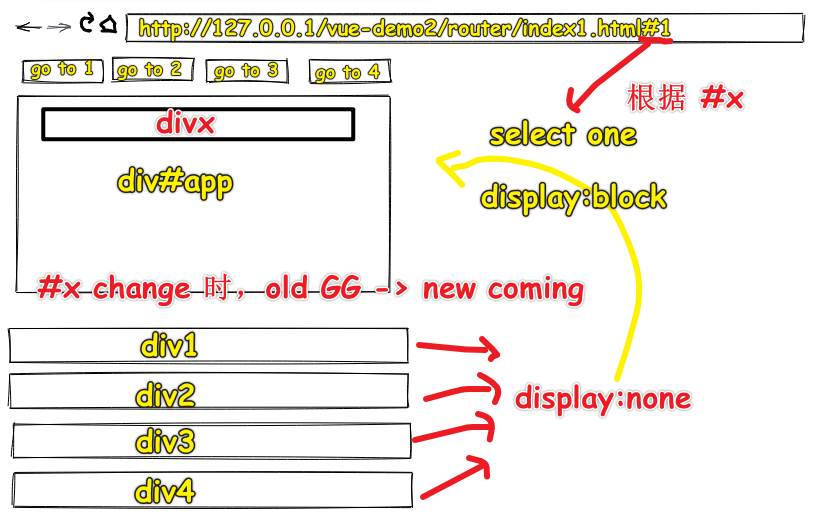 http://127.0.0.1/vue-demo2/router/index1.html#1
go to 1 go to 2 go to 3 go to 4
根据 #x
divx
select one
div#app
display:block
#x change 时，old GG -> new coming
div1
div2
display:none
div3
div4